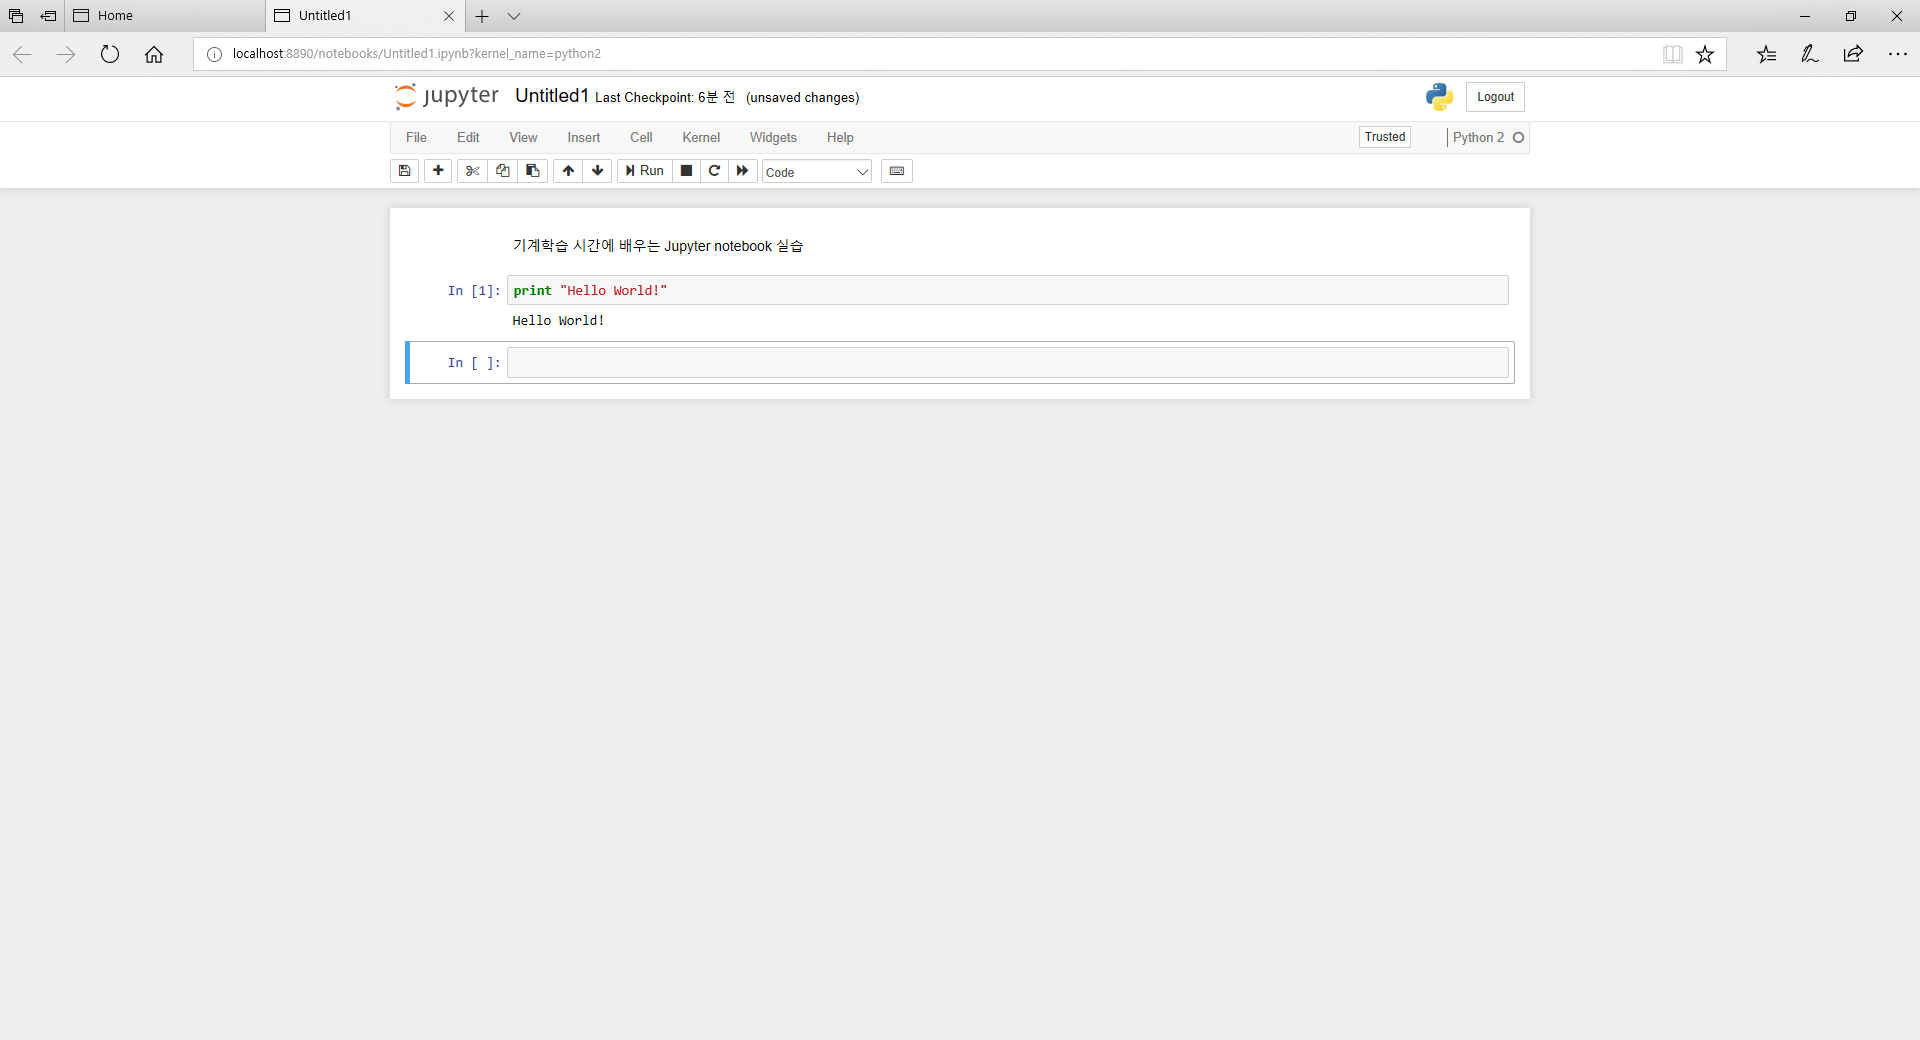 Home
Untitled1
localhost:8890/notebooks/Untitled1.ipynb?kernel_name=python2
jupyter Untitled1 Last Checkpoint: 6분 전 (unsaved changes)
Logout
File Edit View Insert Cell Kernel Widgets Help
Trusted
Python 2
Run
Code
기계학습 시간에 배우는 Jupyter notebook 실습
In [1]: print "Hello World!"
Hello World!
In [ ]: